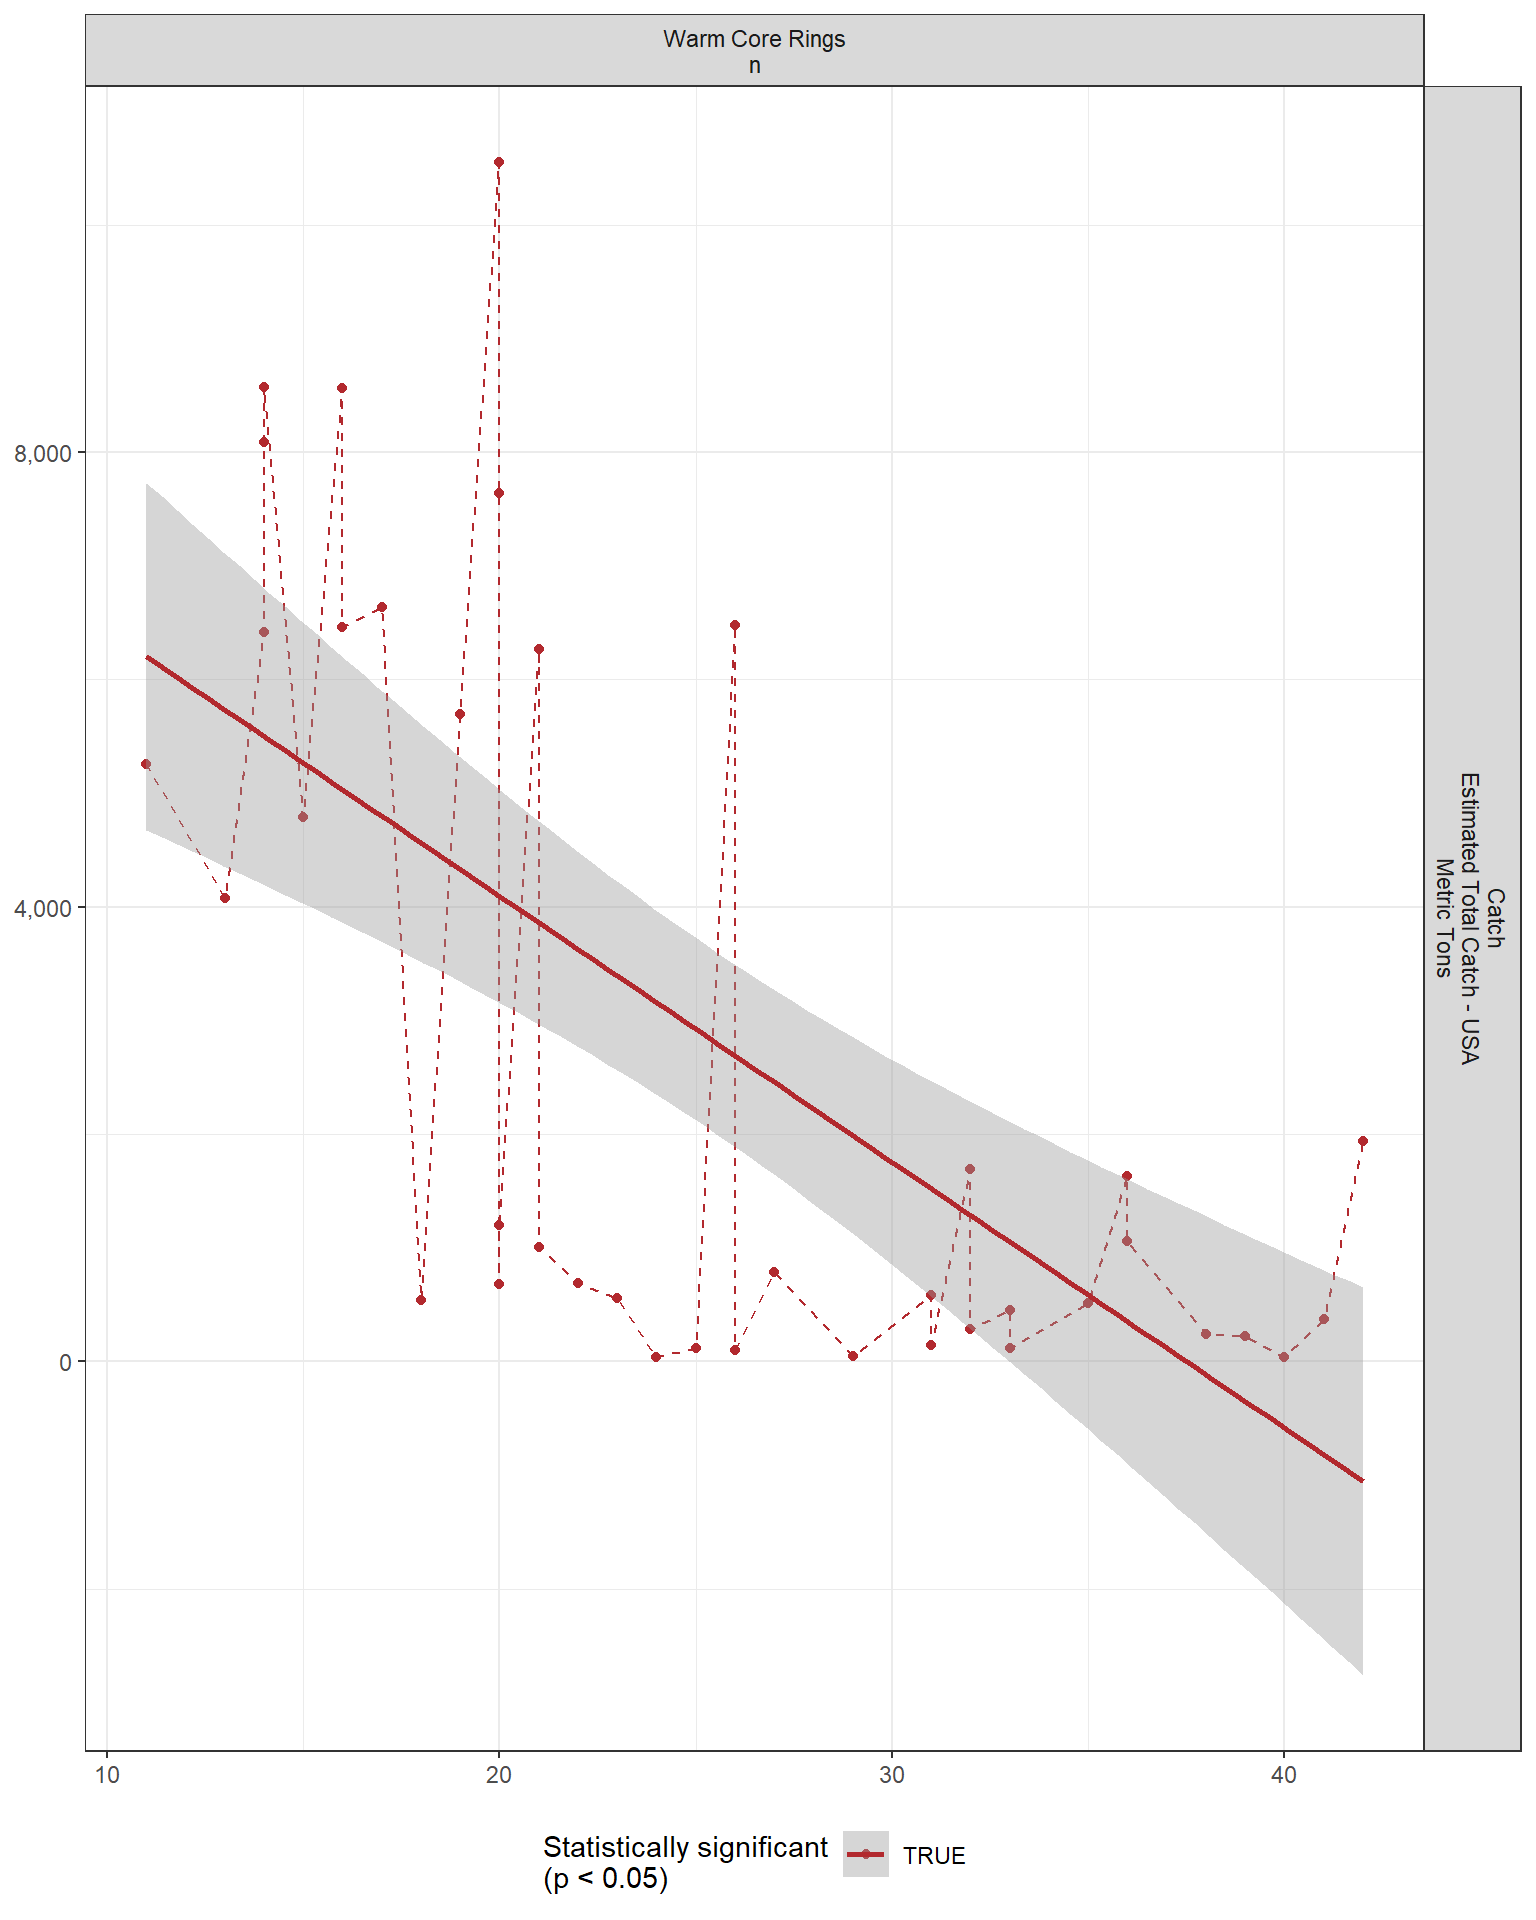 Warm Core Rings
n
8,000
4,000
0
10
20
30
40
Catch
Estimated Total Catch - USA
Metric Tons
Statistically significant
(p < 0.05)
TRUE